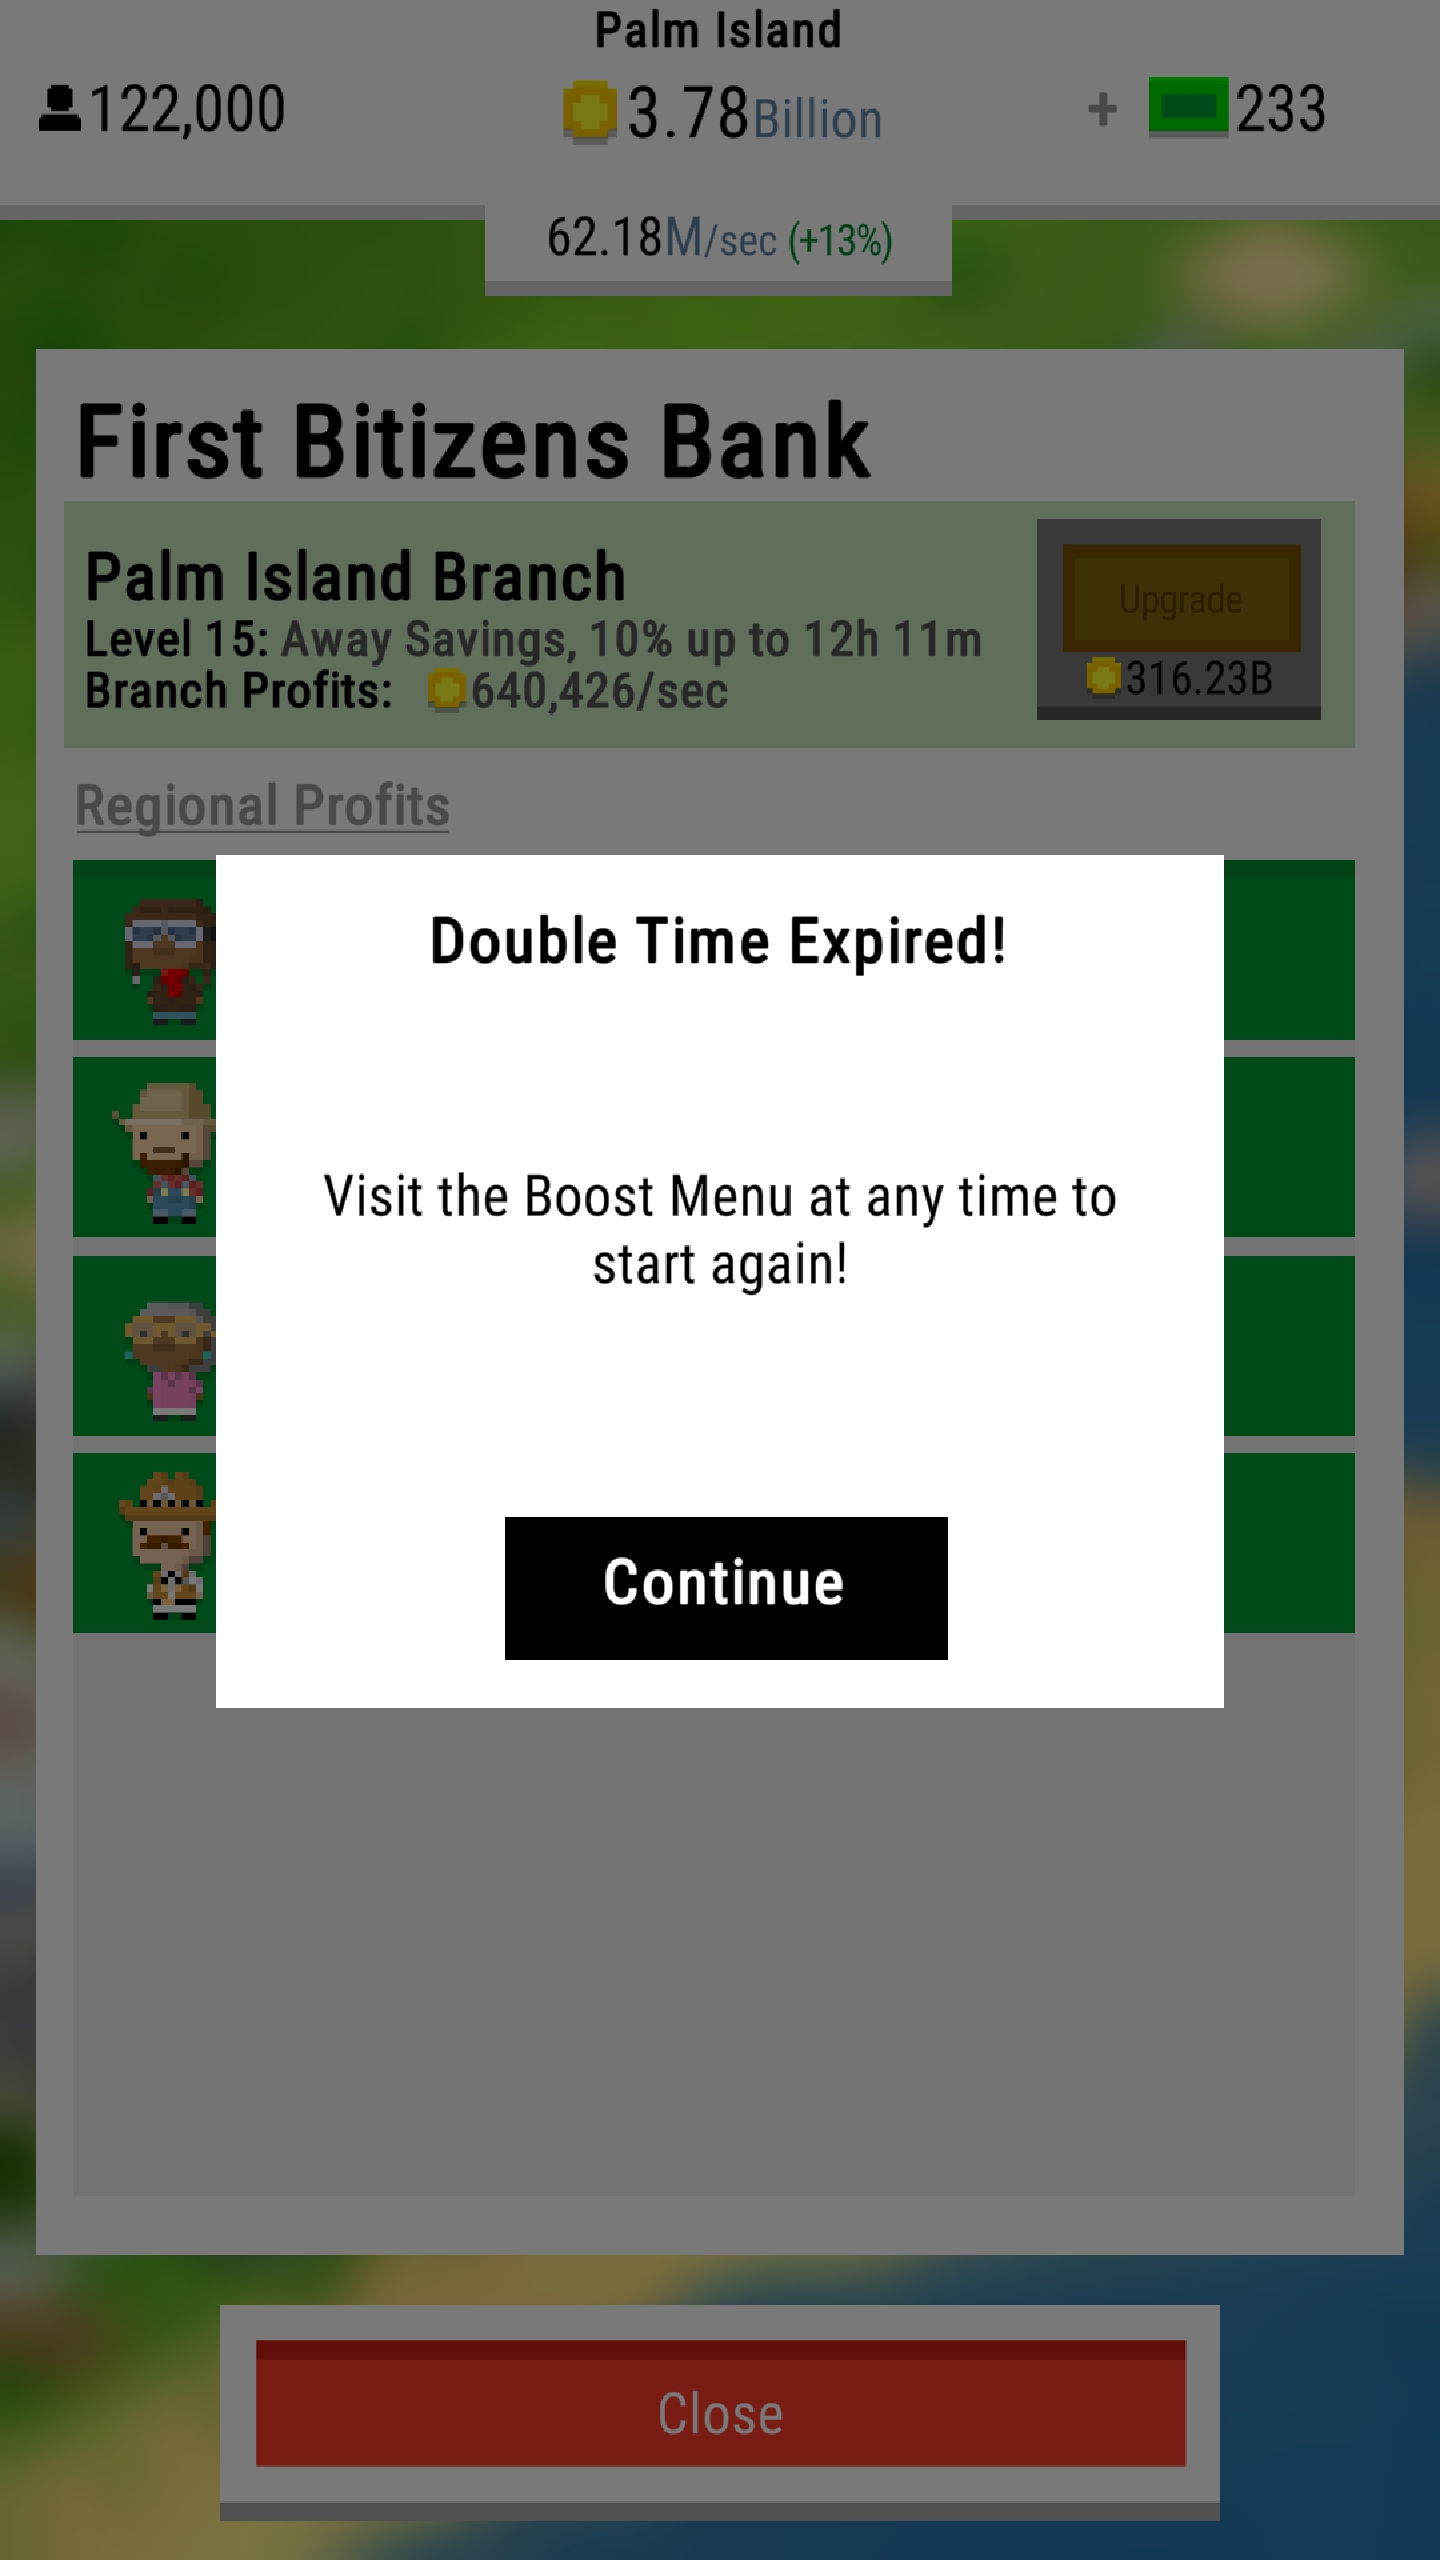 Palm Island
122,000
3.78Billion
+ 233
62.18M/sec (+13%)
First Bitizens Bank
Palm Island Branch
Level 15: Away Savings, 10% up to 12h 11m
Branch Profits: 640,426/sec
Upgrade
316.23B
Regional Profits
Double Time Expired!
Visit the Boost Menu at any time to
start again!
Continue
Close